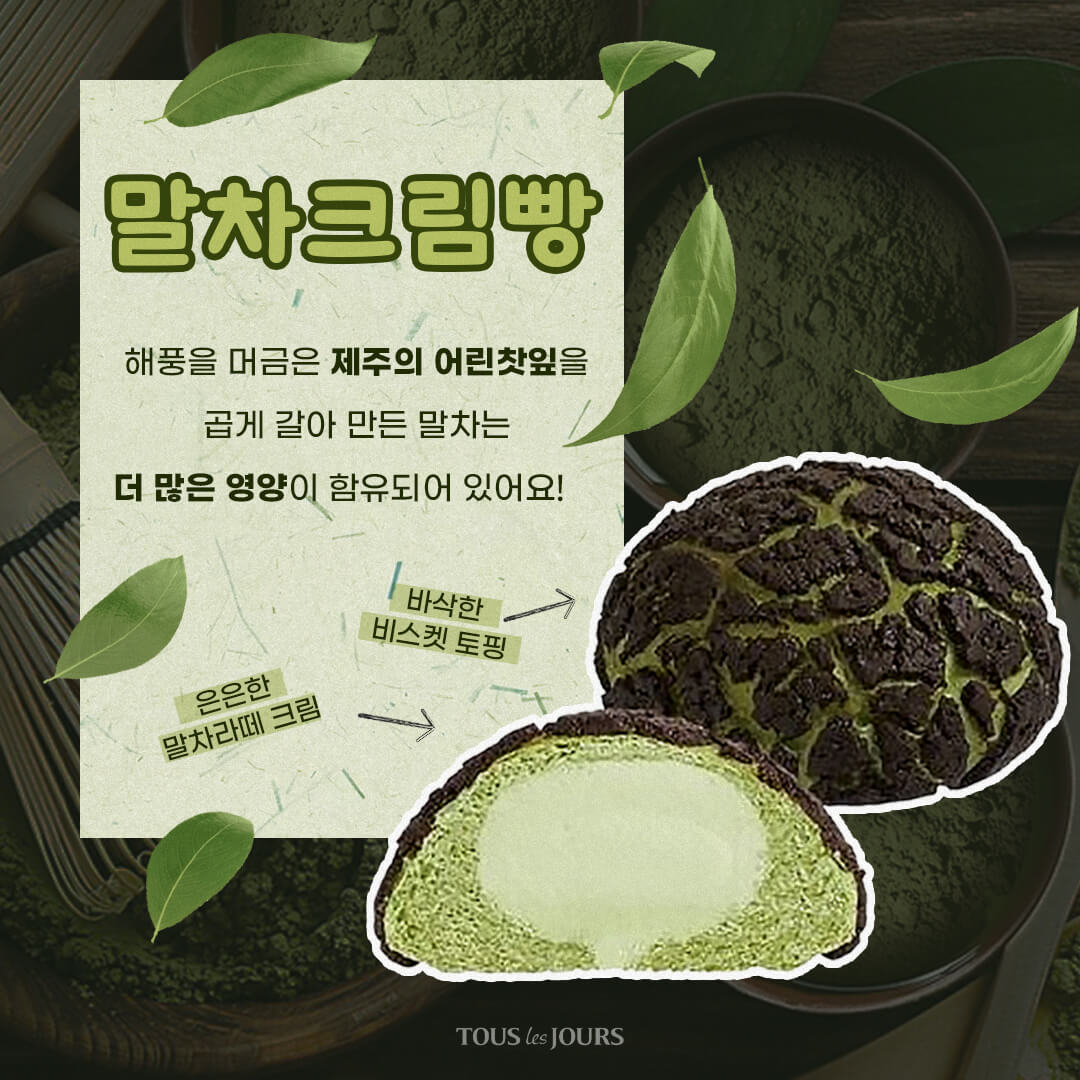 말차크림빵
해풍을 머금은 제주의 어린찻잎을
곱게 갈아 만든 말차는
더 많은 영양이 함유되어 있어요!
바삭한
비스켓 토핑
은은한
말차라떼 크림
TOUS les JOURS